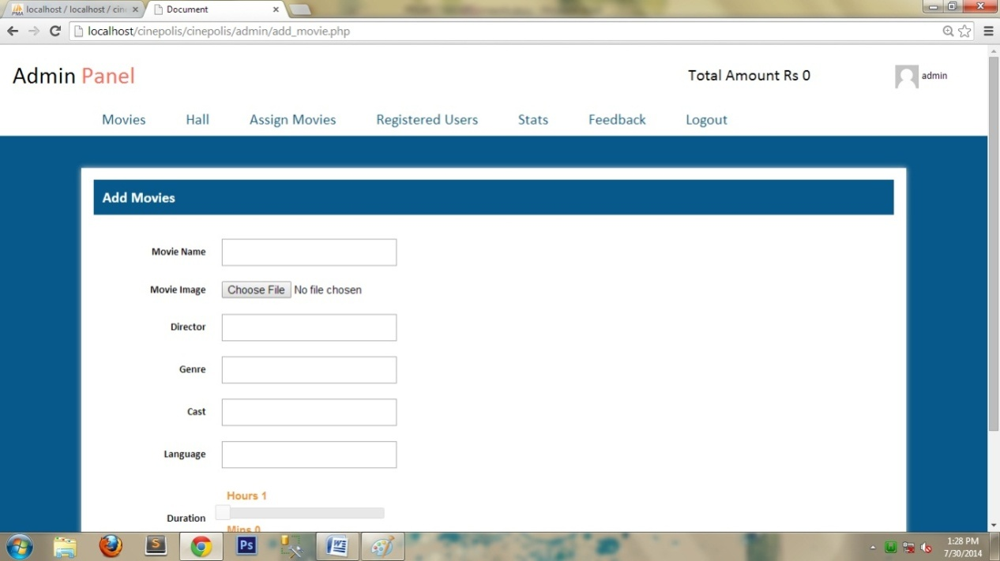 localhost / localhost / cin
Document
localhost/cinepolis/cinepolis/admin/add_movie.php
Admin Panel
Total Amount Rs 0
admin
Movies Hall Assign Movies Registered Users Stats Feedback Logout
Add Movies
Movie Name
Movie Image Choose File No file chosen
Director
Genre
Cast
Language
Hours 1
Duration
Mins 0
Ps
1:28 PM
7/30/2014